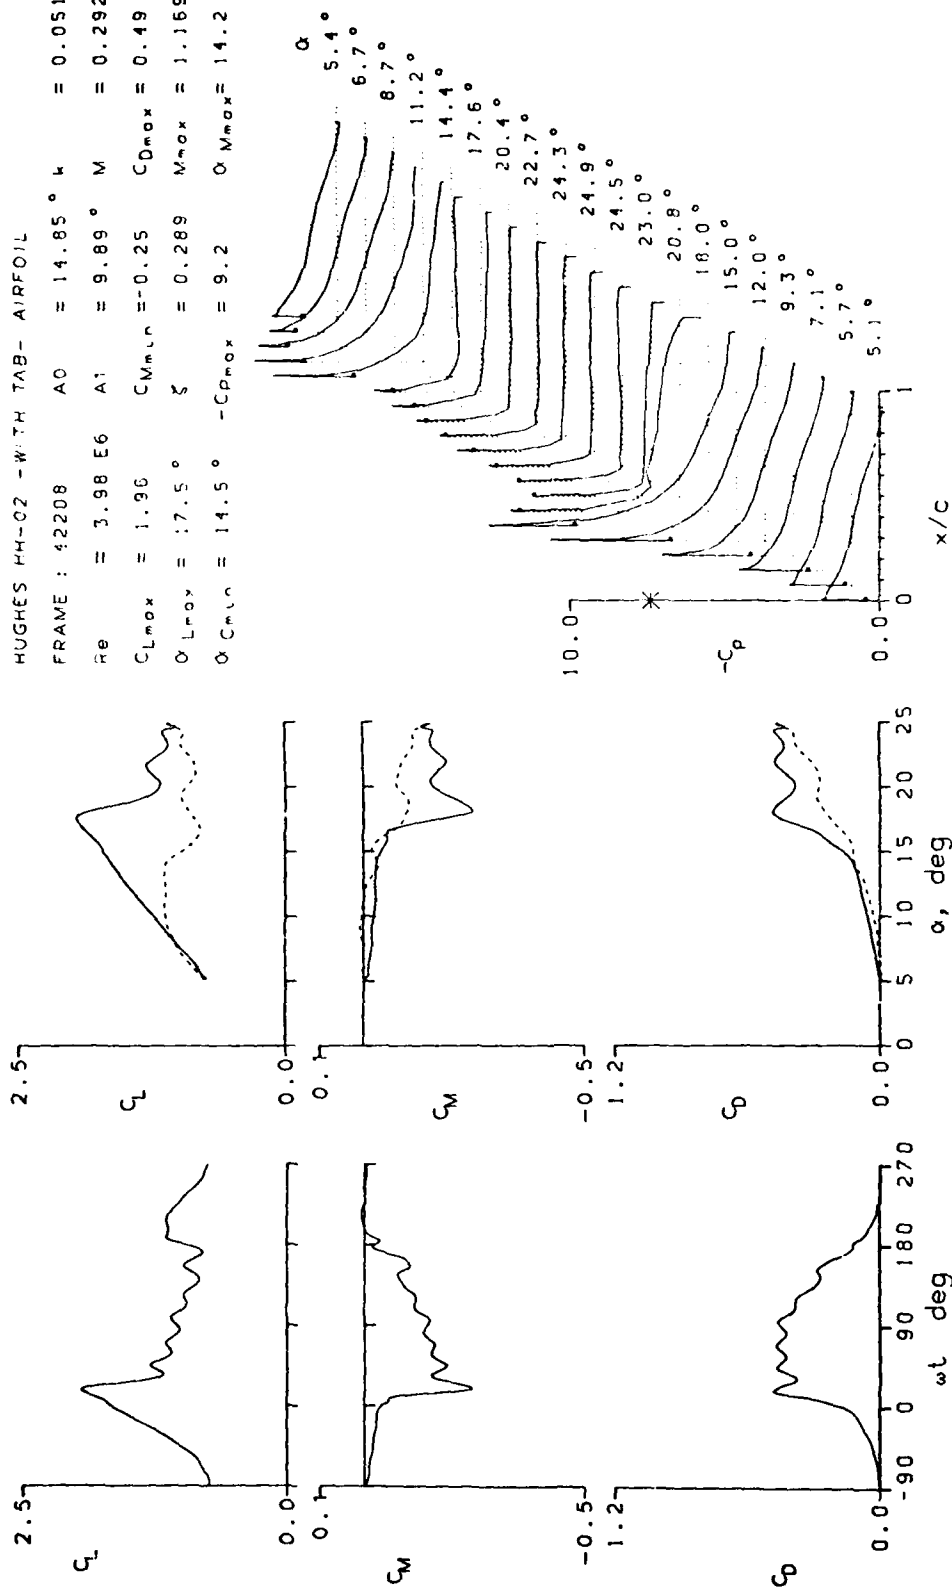 HUGHES HH-02 -WITH TAB- AIRFOIL
FRAME : 42208 A0 = 14.85° k = 0.051
Re = 3.98 E6 A1 = 9.89° M = 0.292
CLmax = 1.96 CMmin =-0.25 CDmax = 0.49
αLmax = 17.5° ζ = 0.289 Mmax = 1.169
αCmin = 14.5° -CPmax = 9.2 αMmax= 14.2
α
5.4°
6.7°
8.7°
11.2°
14.4°
17.6°
20.4°
22.7°
24.3°
24.9°
24.5°
23.0°
20.8°
18.0°
15.0°
12.0°
9.3°
7.1°
5.7°
5.1°
10.0
-Cp
0.0
0
1
x/c
2.5
CL
0.0
0.1
CM
-0.5
1.2
CD
0.0
0 5 10 15 20 25
α, deg
2.5
CL
0.0
0.1
CM
-0.5
1.2
CD
0.0
-90 0 90 180 270
ωt deg